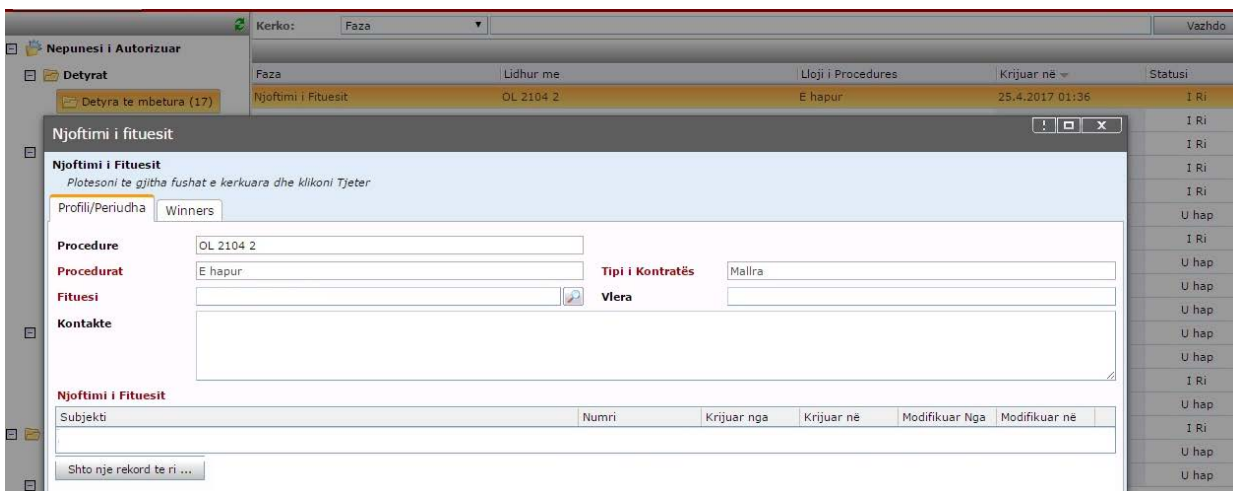 Kerko: Faza Vazhdo
Nepunesi i Autorizuar
Detyrat
Detyra te mbetura (17)
Faza Lidhur me Lloji i Procedures Krijuar në Statusi
Njoftimi i Fituesit OL 2104 2 E hapur 25.4.2017 01:36 I Ri
I Ri
I Ri
I Ri
I Ri
U hap
I Ri
U hap
U hap
U hap
U hap
U hap
I Ri
U hap
I Ri
U hap
U hap
Njoftimi i fituesit
Njoftimi i Fituesit
Plotesoni te gjitha fushat e kerkuara dhe klikoni Tjeter
Profili/Periudha Winners
Procedure OL 2104 2
Procedurat E hapur Tipi i Kontratës Mallra
Fituesi Vlera
Kontakte
Njoftimi i Fituesit
Subjekti Numri Krijuar nga Krijuar në Modifikuar Nga Modifikuar në
Shto nje rekord te ri ...